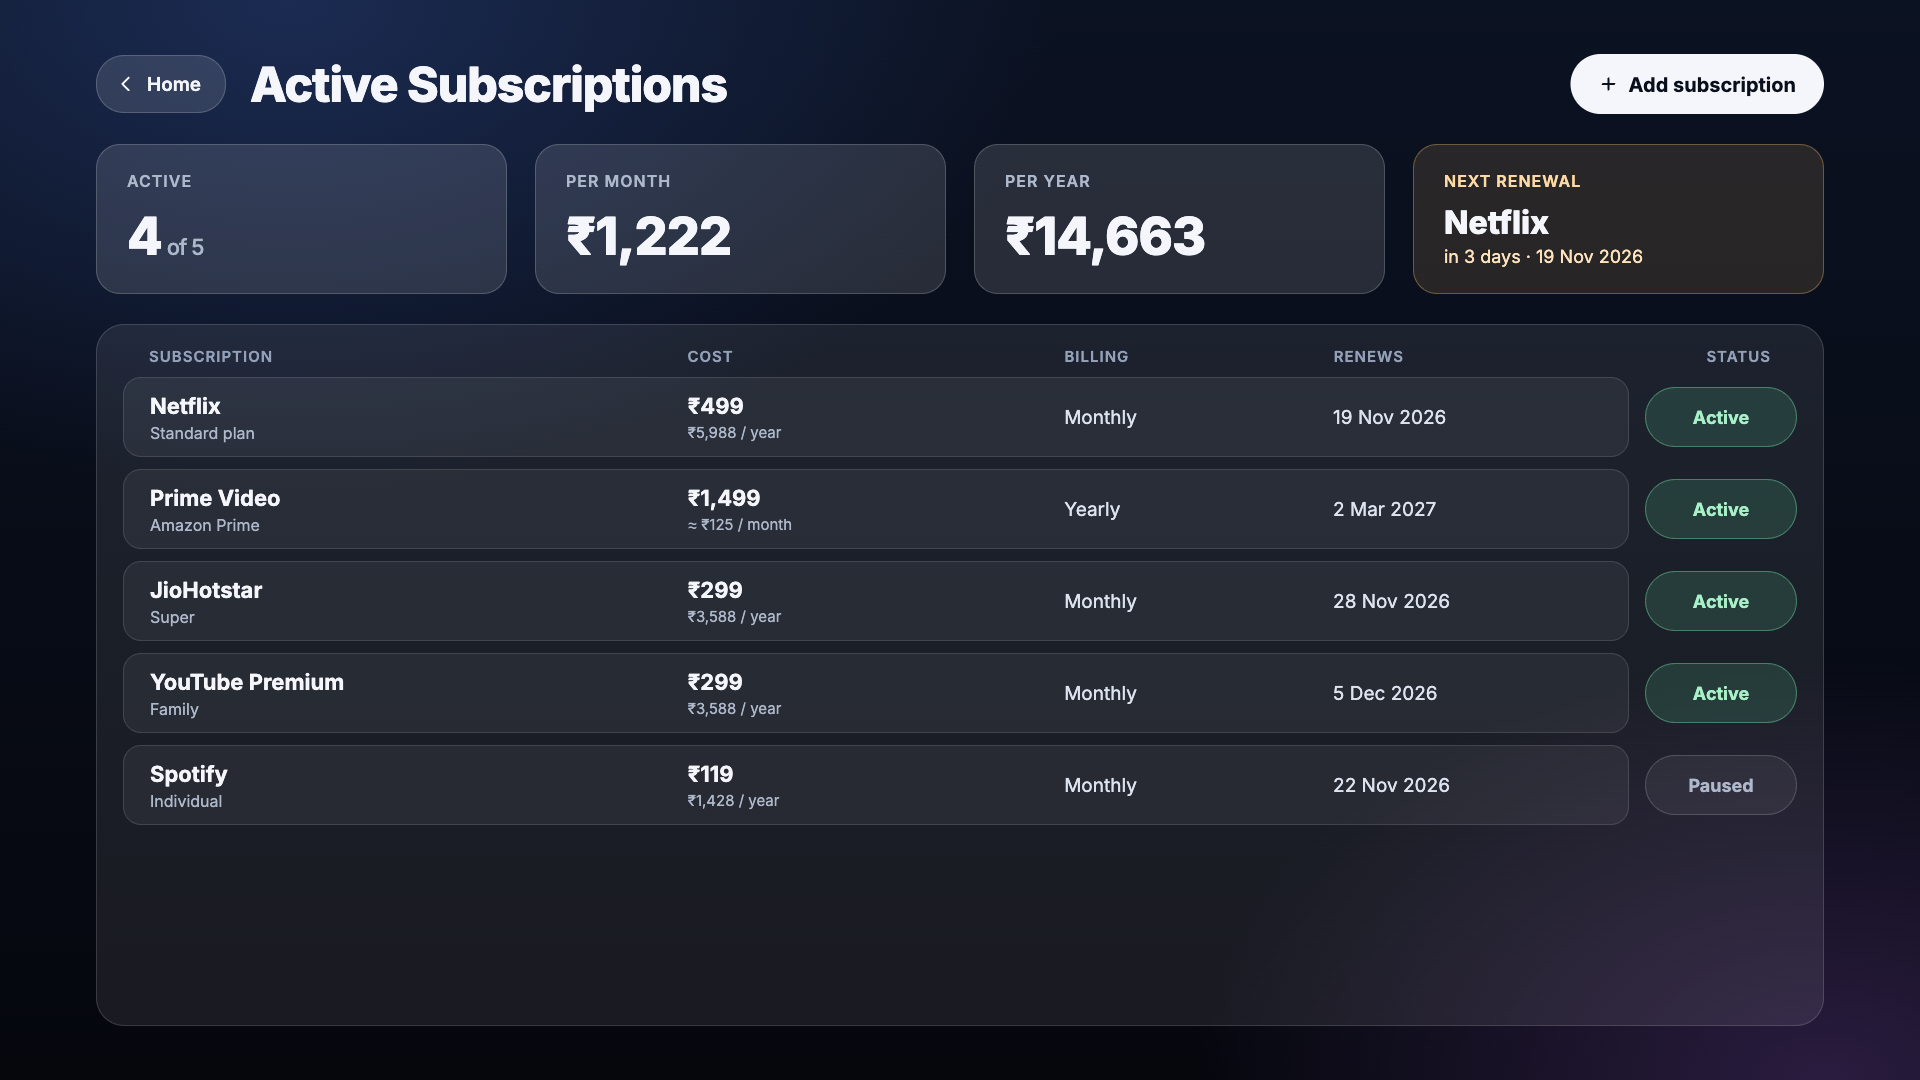 Home
Active Subscriptions
+ Add subscription
ACTIVE
4 of 5
PER MONTH
₹1,222
PER YEAR
₹14,663
NEXT RENEWAL
Netflix
in 3 days · 19 Nov 2026
SUBSCRIPTION COST BILLING RENEWS STATUS
Netflix ₹499 Monthly 19 Nov 2026 Active
Standard plan ₹5,988 / year
Prime Video ₹1,499 Yearly 2 Mar 2027 Active
Amazon Prime ≈ ₹125 / month
JioHotstar ₹299 Monthly 28 Nov 2026 Active
Super ₹3,588 / year
YouTube Premium ₹299 Monthly 5 Dec 2026 Active
Family ₹3,588 / year
Spotify ₹119 Monthly 22 Nov 2026 Paused
Individual ₹1,428 / year